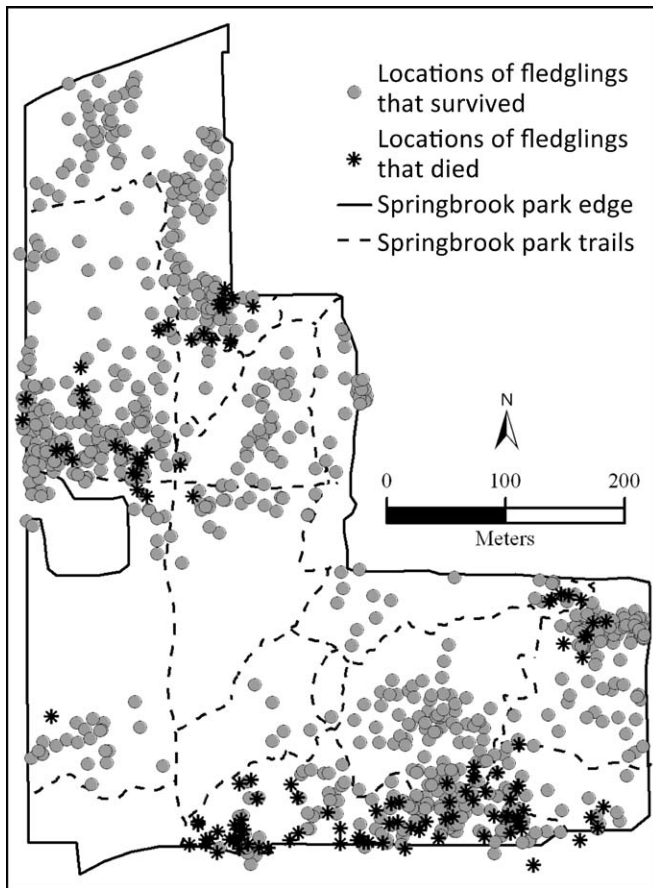 Locations of fledglings
that survived
Locations of fledglings
that died
Springbrook park edge
Springbrook park trails
N
0 100 200
Meters